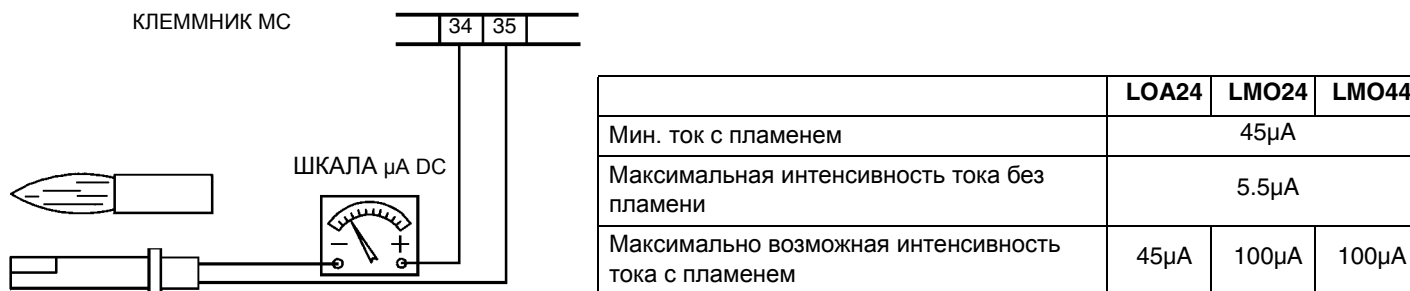 КЛЕММНИК МС
34 35
ШКАЛА µA DC
− +
LOA24 LMO24 LMO44
Мин. ток с пламенем 45µA
Максимальная интенсивность тока без
пламени 5.5µA
Максимально возможная интенсивность
тока с пламенем 45µA 100µA 100µA